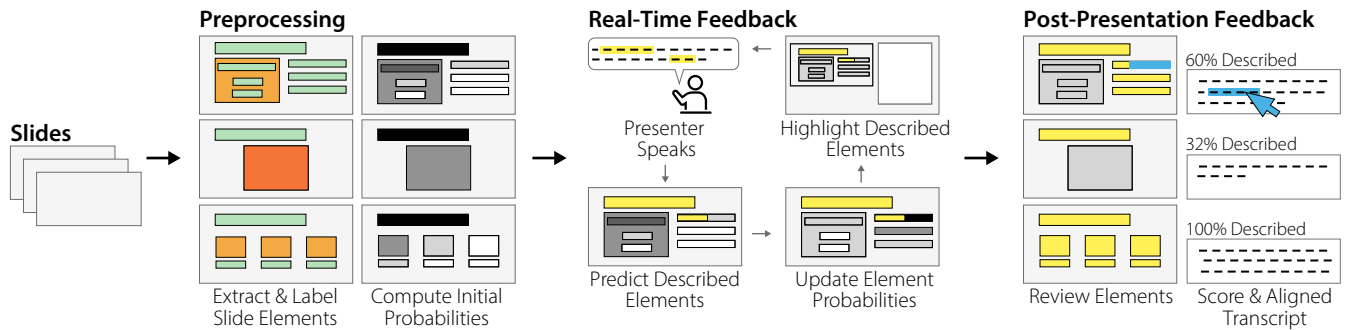 Slides
Preprocessing
Extract & Label
Slide Elements
Compute Initial
Probabilities
Real-Time Feedback
Presenter
Speaks
Highlight Described
Elements
Predict Described
Elements
Update Element
Probabilities
Post-Presentation Feedback
60% Described
32% Described
100% Described
Review Elements
Score & Aligned
Transcript